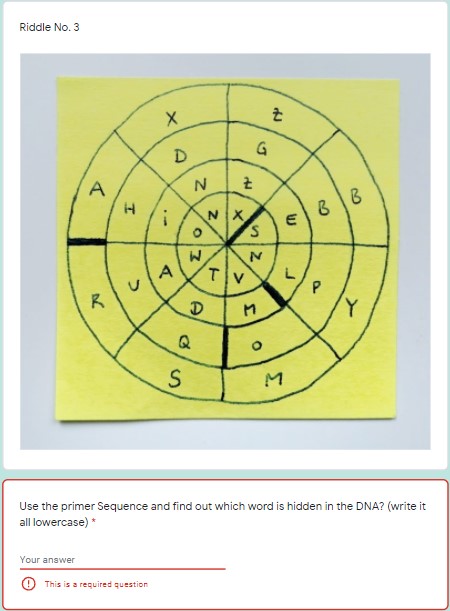 Riddle No. 3
X Z
D G
A N Z B
H i N X E B
O S
W N
R U A T V L P Y
D M
Q O
S M
Use the primer Sequence and find out which word is hidden in the DNA? (write it
all lowercase) *
Your answer
This is a required question